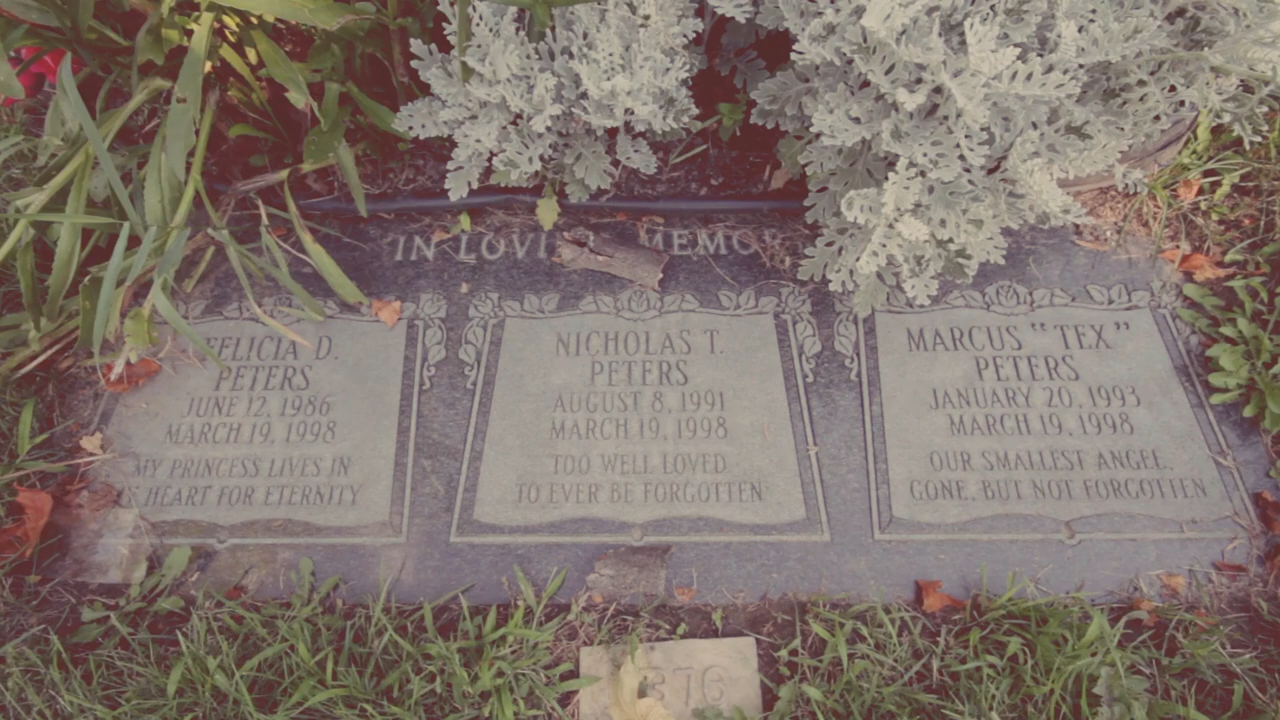 IN LOVI MEMOR
FELICIA D.
PETERS
JUNE 12, 1986
MARCH 19, 1998
MY PRINCESS LIVES IN
HEART FOR ETERNITY
NICHOLAS T.
PETERS
AUGUST 8, 1991
MARCH 19, 1998
TOO WELL LOVED
TO EVER BE FORGOTTEN
MARCUS "TEX"
PETERS
JANUARY 20, 1993
MARCH 19, 1998
OUR SMALLEST ANGEL,
GONE, BUT NOT FORGOTTEN
376